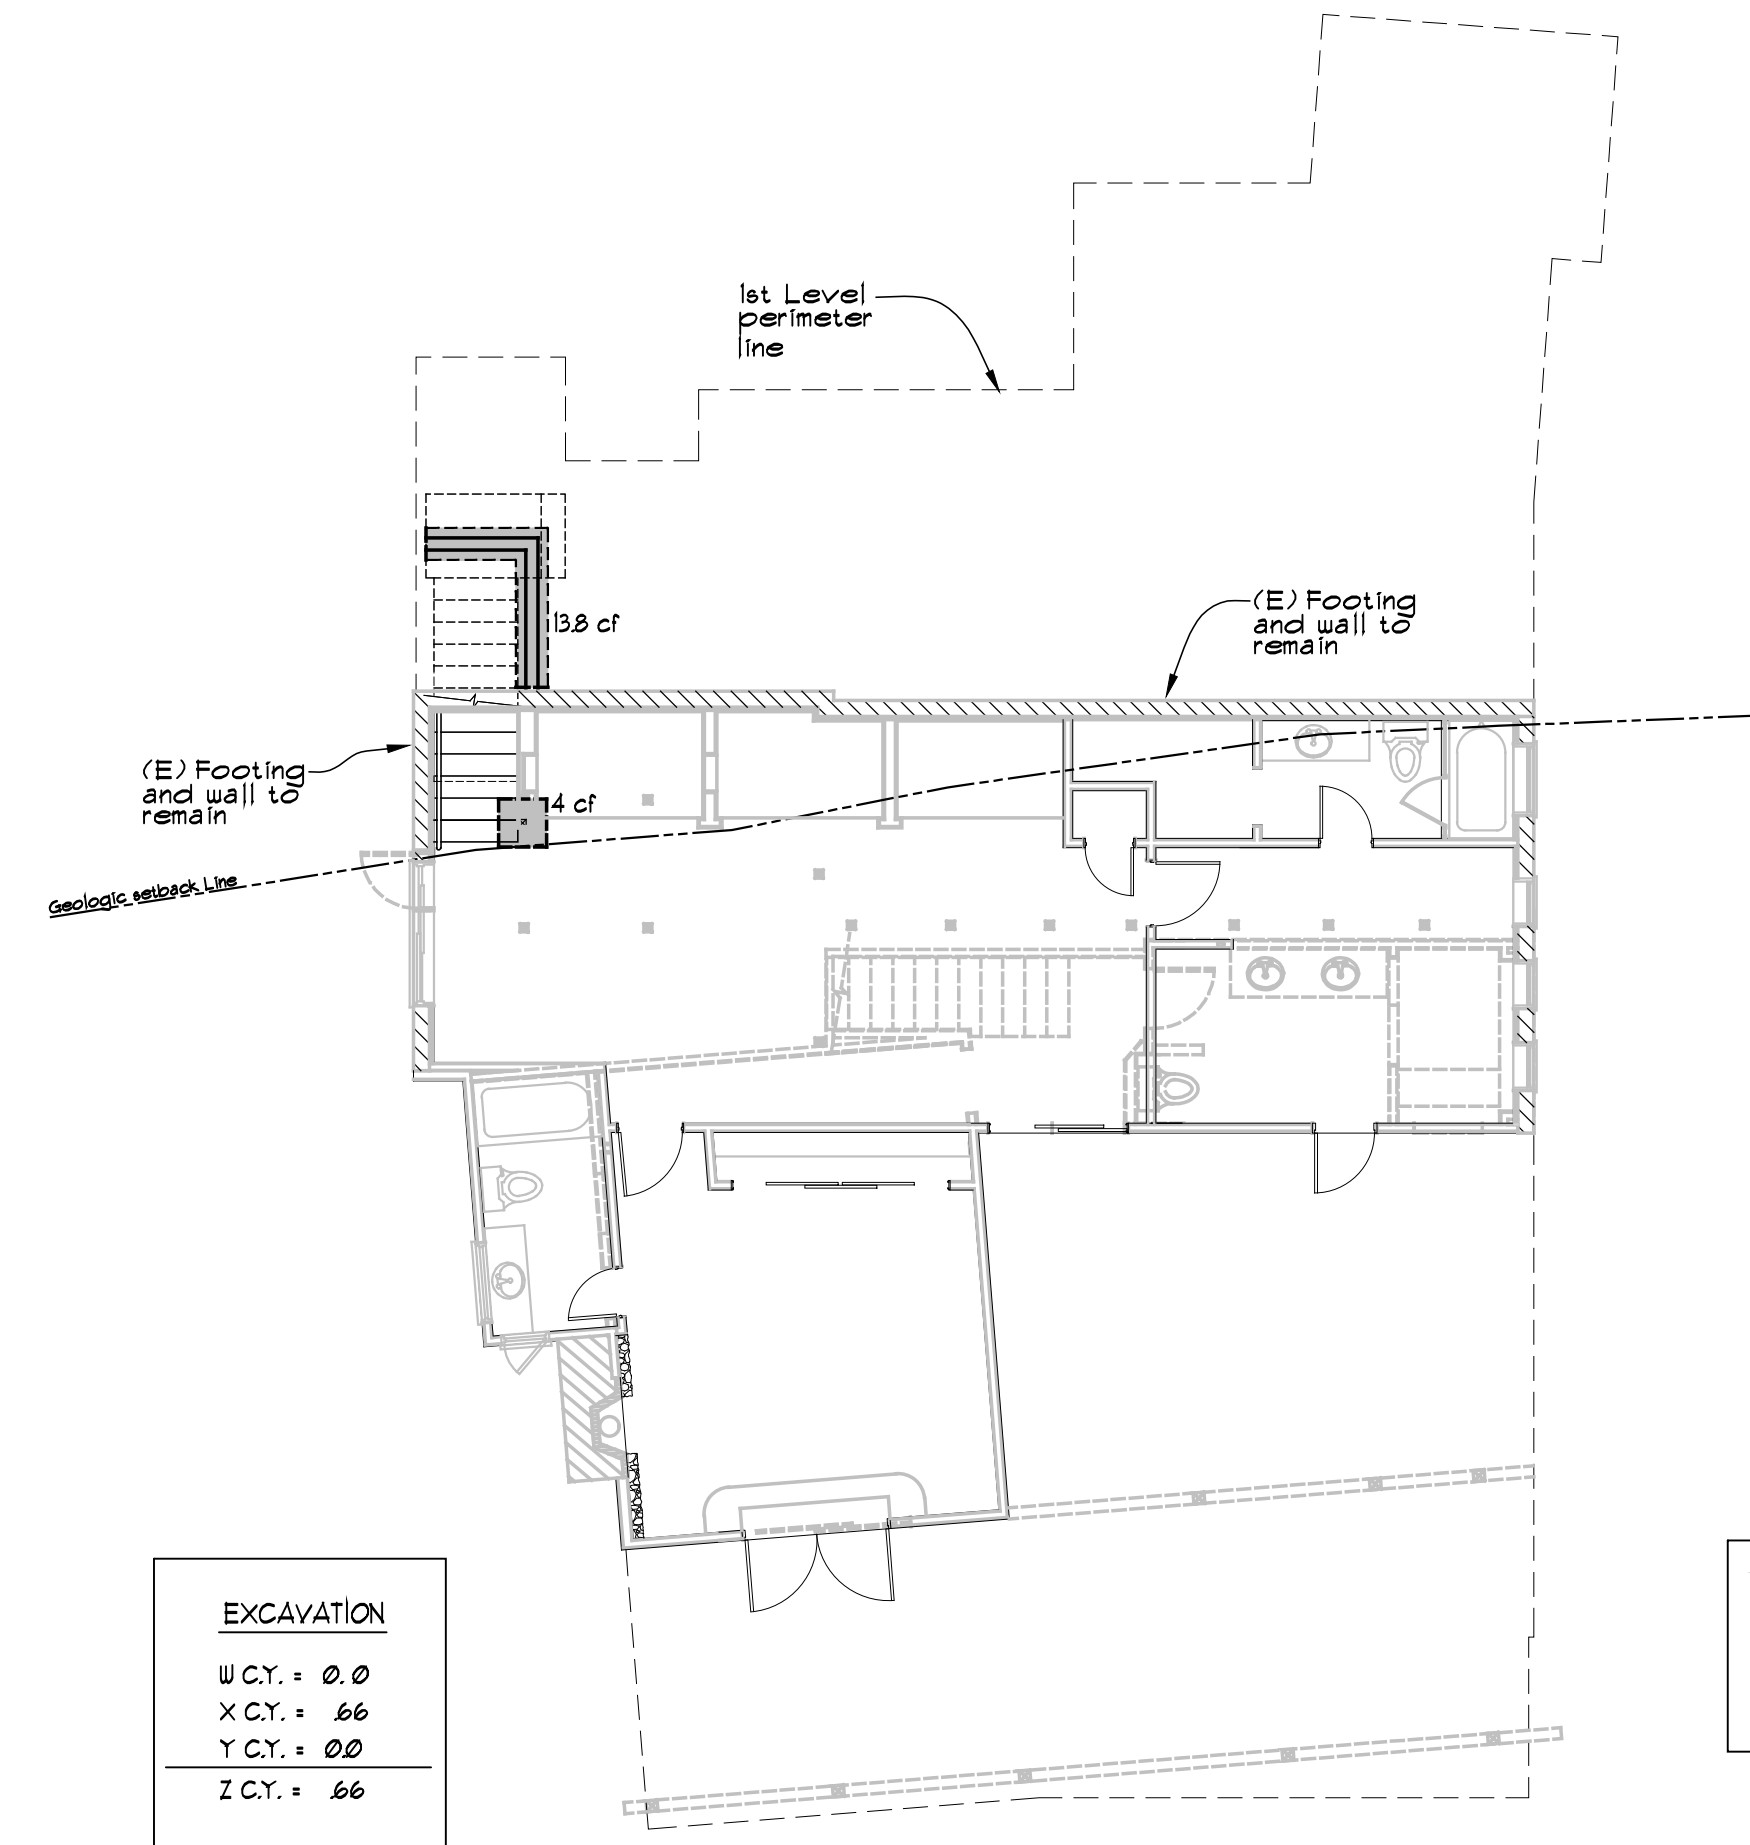 1st Level
perimeter
line
13.8 cf
(E) Footing
and wall to
remain
(E) Footing
and wall to
remain
4 cf
Geologic setback Line
EXCAVATION
W C.Y. = 0.0
X C.Y. = .66
Y C.Y. = 0.0
Z C.Y. = .66